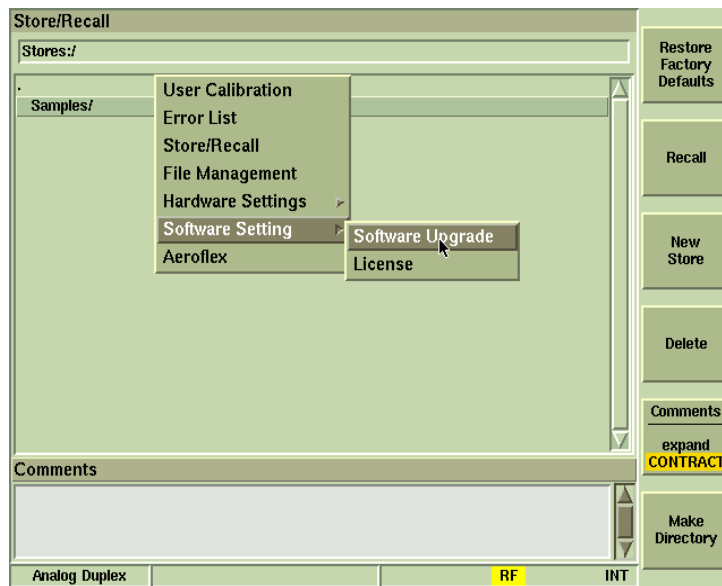 Store/Recall
Stores:/
.
Samples/
User Calibration
Error List
Store/Recall
File Management
Hardware Settings
Software Setting
Aeroflex
Software Upgrade
License
Comments
Analog Duplex
RF
INT
Restore
Factory
Defaults
Recall
New
Store
Delete
Comments
expand
CONTRACT
Make
Directory